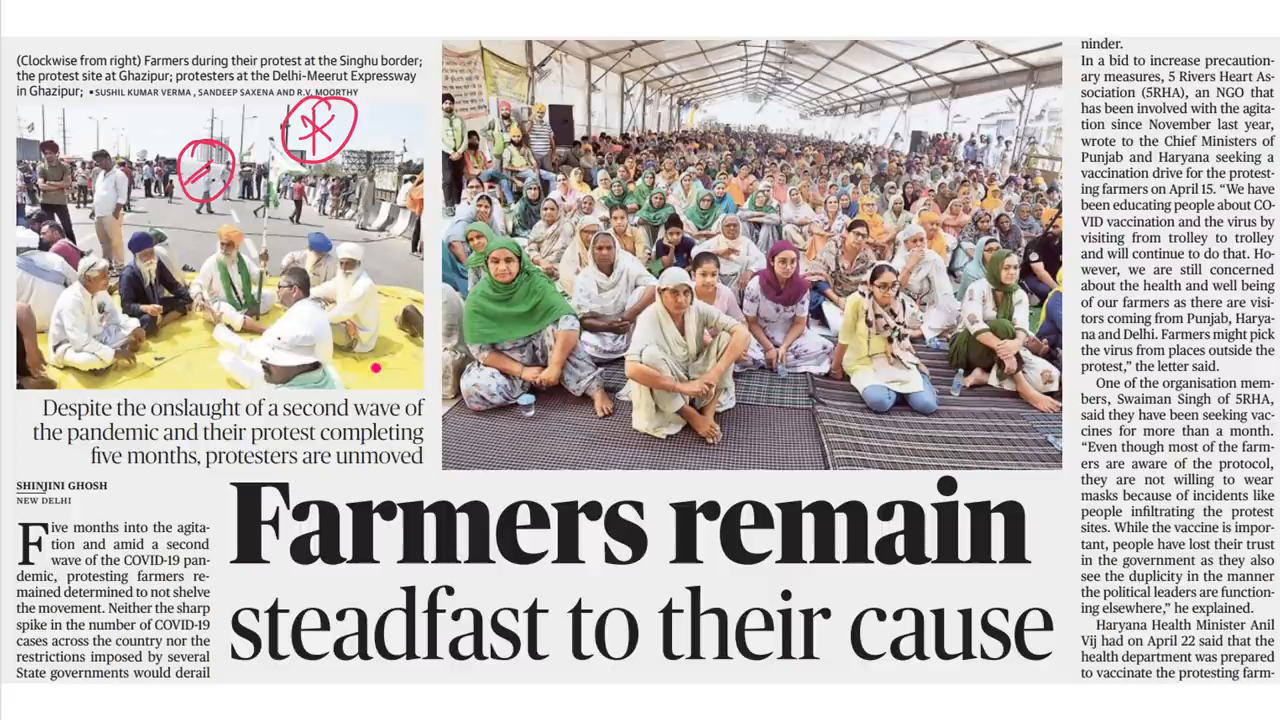 (Clockwise from right) Farmers during their protest at the Singhu border;
the protest site at Ghazipur; protesters at the Delhi-Meerut Expressway
in Ghazipur; ▪SUSHIL KUMAR VERMA , SANDEEP SAXENA AND R.V. MOORTHY
Despite the onslaught of a second wave of
the pandemic and their protest completing
five months, protesters are unmoved
SHINJINI GHOSH
NEW DELHI
Farmers remain
steadfast to their cause
Five months into the agita-
tion and amid a second
wave of the COVID-19 pan-
demic, protesting farmers re-
mained determined to not shelve
the movement. Neither the sharp
spike in the number of COVID-19
cases across the country nor the
restrictions imposed by several
State governments would derail
ninder.
In a bid to increase precaution-
ary measures, 5 Rivers Heart As-
sociation (5RHA), an NGO that
has been involved with the agita-
tion since November last year,
wrote to the Chief Ministers of
Punjab and Haryana seeking a
vaccination drive for the protest-
ing farmers on April 15. “We have
been educating people about CO-
VID vaccination and the virus by
visiting from trolley to trolley
and will continue to do that. Ho-
wever, we are still concerned
about the health and well being
of our farmers as there are visi-
tors coming from Punjab, Harya-
na and Delhi. Farmers might pick
the virus from places outside the
protest,” the letter said.
One of the organisation mem-
bers, Swaiman Singh of 5RHA,
said they have been seeking vac-
cines for more than a month.
“Even though most of the farm-
ers are aware of the protocol,
they are not willing to wear
masks because of incidents like
people infiltrating the protest
sites. While the vaccine is impor-
tant, people have lost their trust
in the government as they also
see the duplicity in the manner
the political leaders are function-
ing elsewhere,” he explained.
Haryana Health Minister Anil
Vij had on April 22 said that the
health department was prepared
to vaccinate the protesting farm-